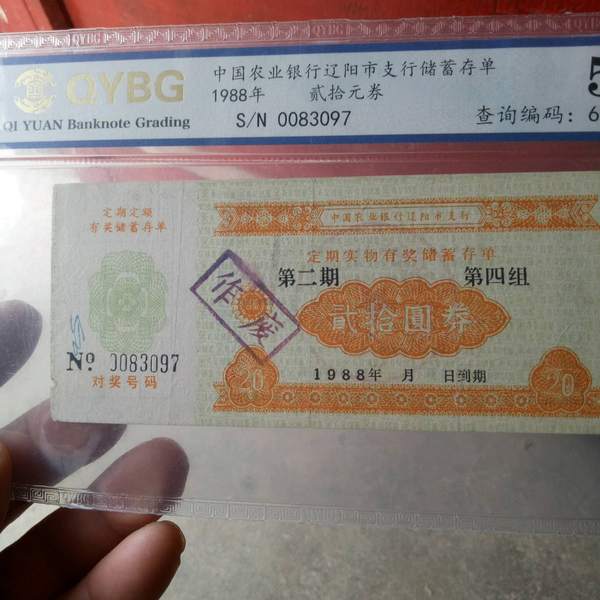 QYBG
QI YUAN Banknote Grading
中国农业银行辽阳市支行储蓄存单
1988年 贰拾元券
S/N 0083097
查询编码: 6
5
定期定额
有奖储蓄存单
中国农业银行辽阳市支行
定期实物有奖储蓄存单
第二期 第四组
作废
贰拾圆券
Nº 0083097
对奖号码
20
1988年 月 日到期
20